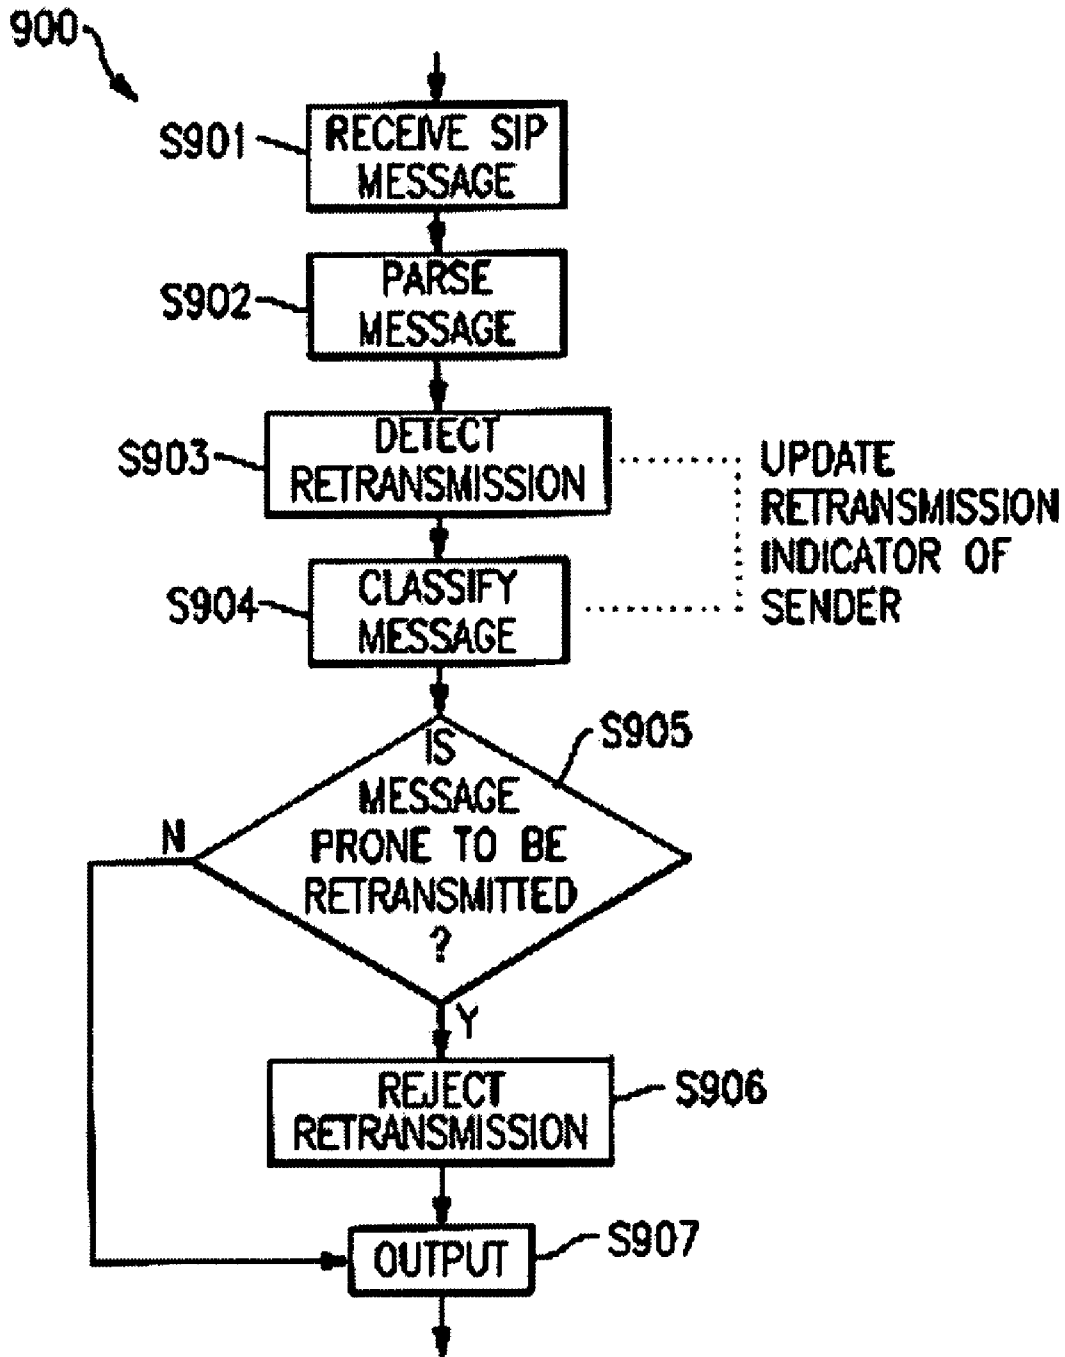 900
S901
RECEIVE SIP
MESSAGE
S902
PARSE
MESSAGE
S903
DETECT
RETRANSMISSION
UPDATE
RETRANSMISSION
INDICATOR OF
SENDER
S904
CLASSIFY
MESSAGE
S905
IS
MESSAGE
PRONE TO BE
RETRANSMITTED
?
N
Y
REJECT
RETRANSMISSION
S906
OUTPUT
S907